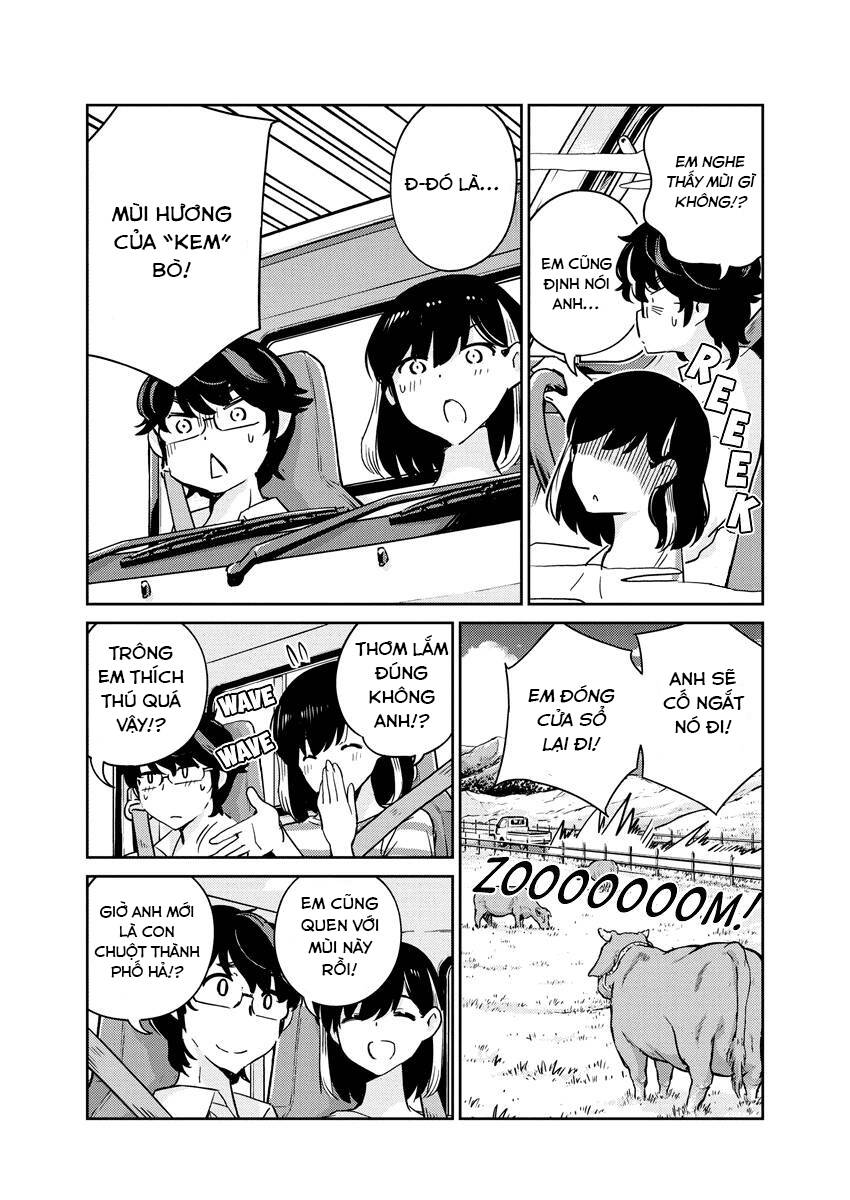 EM NGHE
THẤY MÙI GÌ
KHÔNG!?
EM CŨNG
ĐỊNH NÓI
ANH...
REEEEK
Đ-ĐÓ LÀ...
MÙI HƯƠNG
CỦA "KEM"
BÒ!
ANH SẼ
CỐ NGẮT
NÓ ĐI!
EM ĐÓNG
CỬA SỔ
LẠI ĐI!
ZOOOOOOOM!
THƠM LẮM
ĐÚNG
KHÔNG
ANH!?
TRÔNG
EM THÍCH
THÚ QUÁ
VẬY!?
WAVE
WAVE
EM CŨNG
QUEN VỚI
MÙI NÀY
RỒI!
GIỜ ANH MỚI
LÀ CON
CHUỘT THÀNH
PHỐ HẢ!?